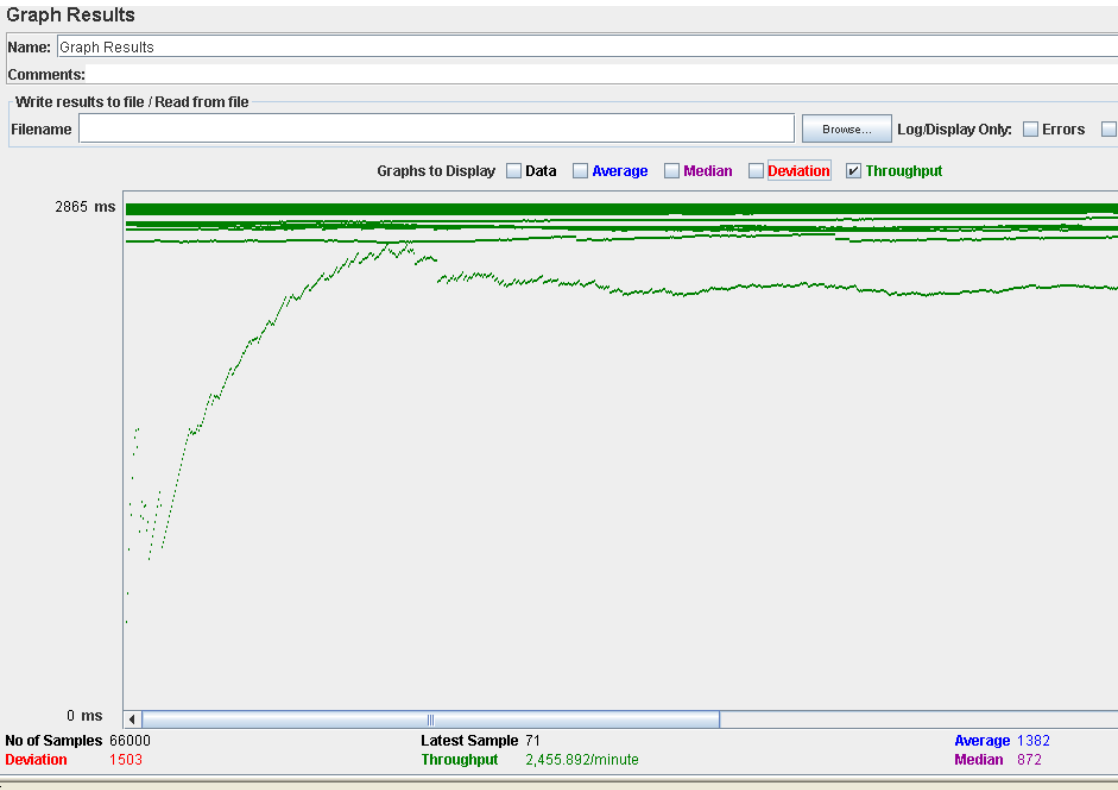 Graph Results
Name: Graph Results
Comments:
Write results to file / Read from file
Filename Browse... Log/Display Only: Errors
Graphs to Display Data Average Median Deviation Throughput
2865 ms
0 ms
No of Samples 66000 Latest Sample 71 Average 1382
Deviation 1503 Throughput 2,455.892/minute Median 872